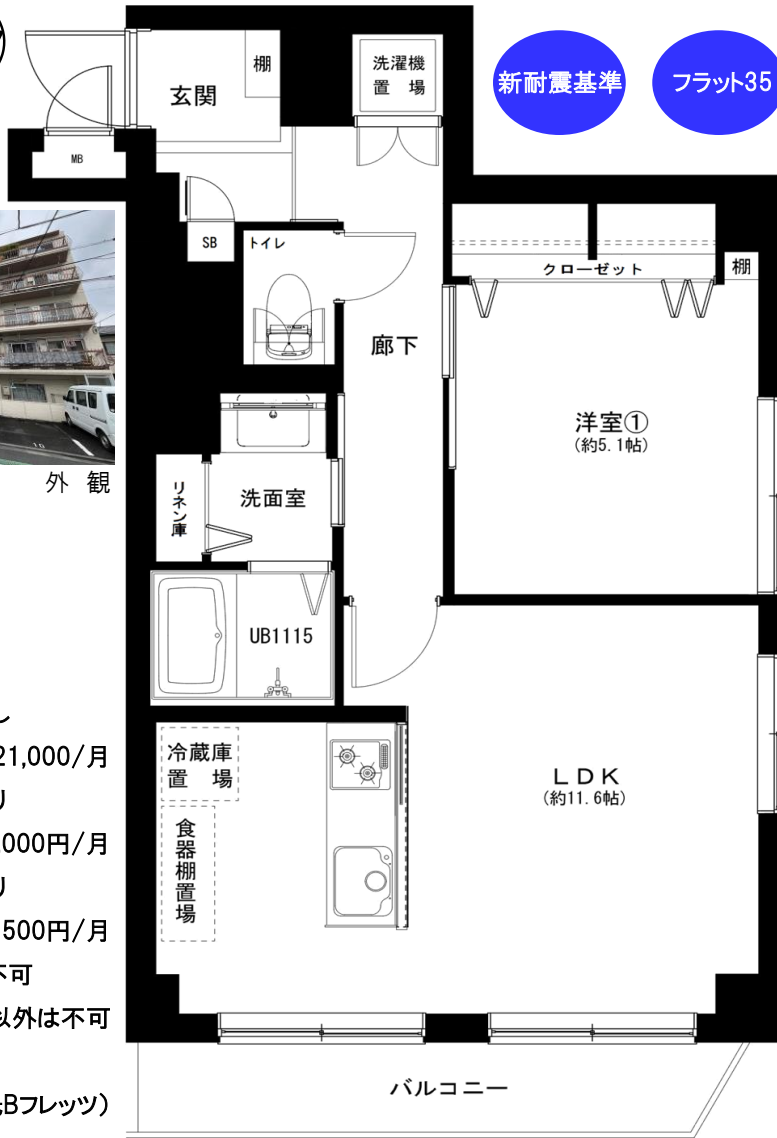 新耐震基準
フラット35
玄関
棚
洗濯機
置 場
MB
SB
トイレ
クローゼット
棚
廊下
洋室①
(約5.1帖)
外 観
リネン庫
洗面室
UB1115
冷蔵庫
置 場
食器棚置場
LDK
(約11.6帖)
バルコニー
21,000/月
000円/月
500円/月
不可
以外は不可
Bフレッツ)